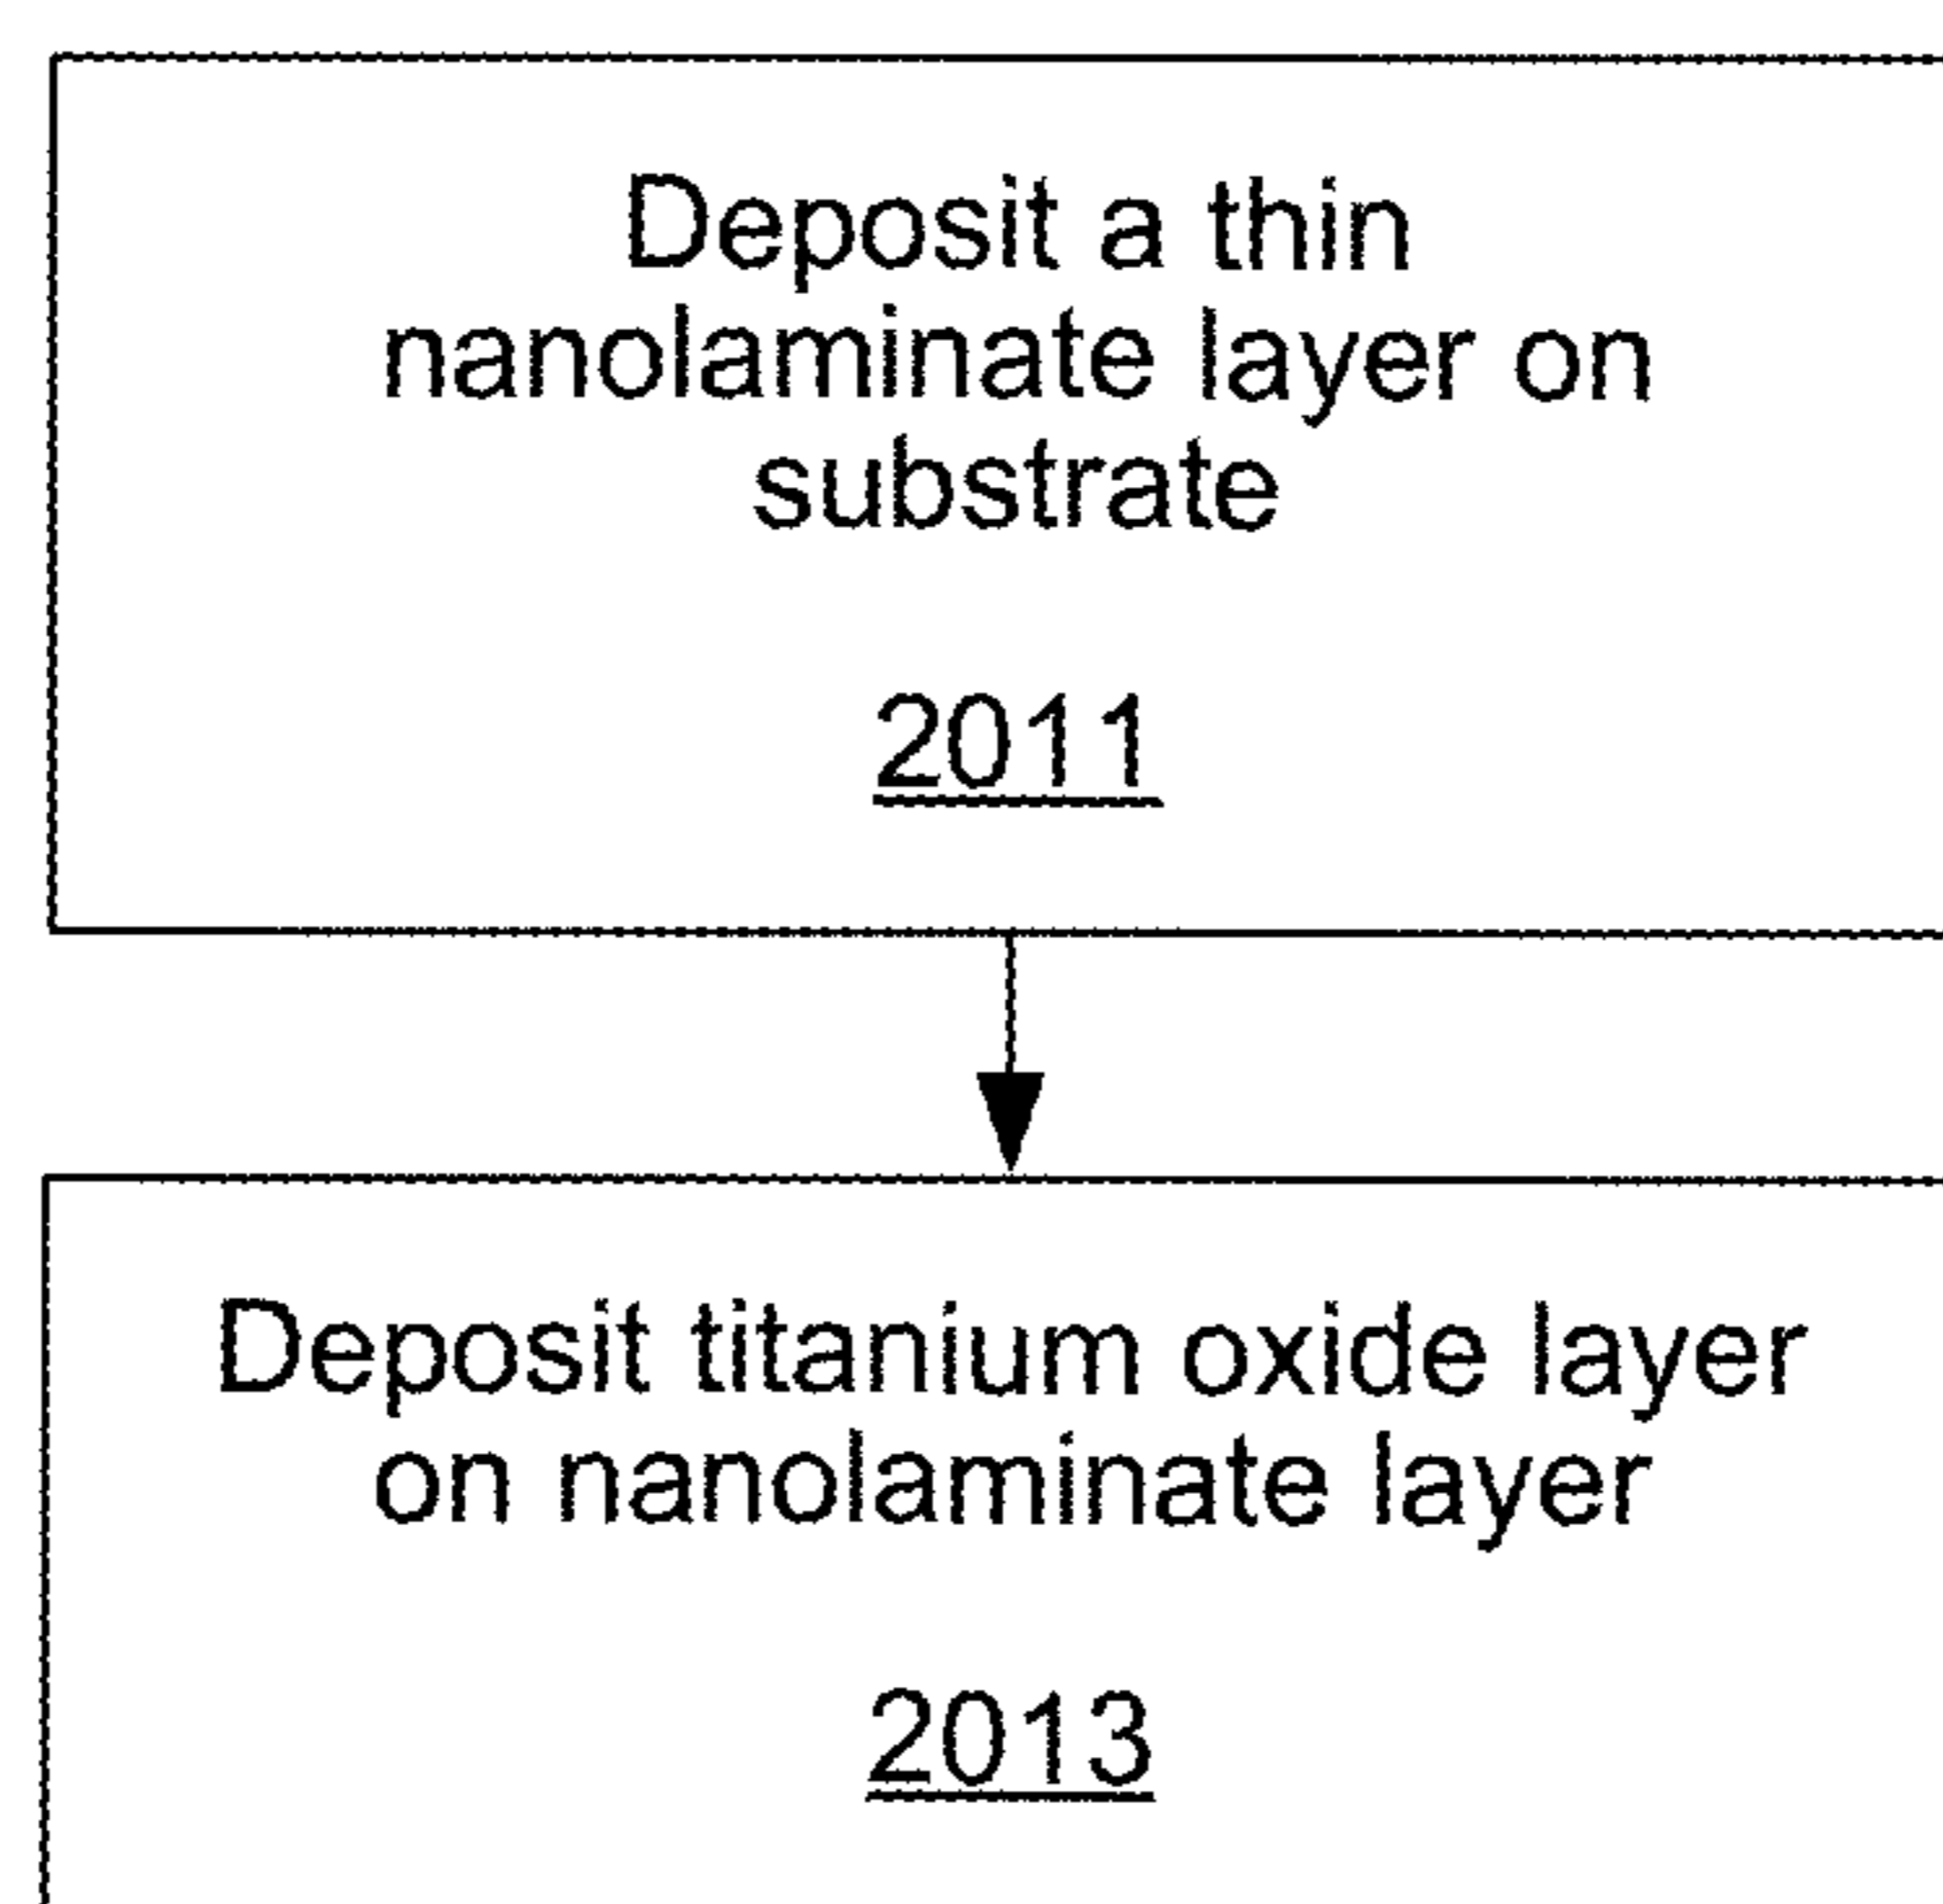 Deposit a thin
nanolaminate layer on
substrate
2011
Deposit titanium oxide layer
on nanolaminate layer
2013